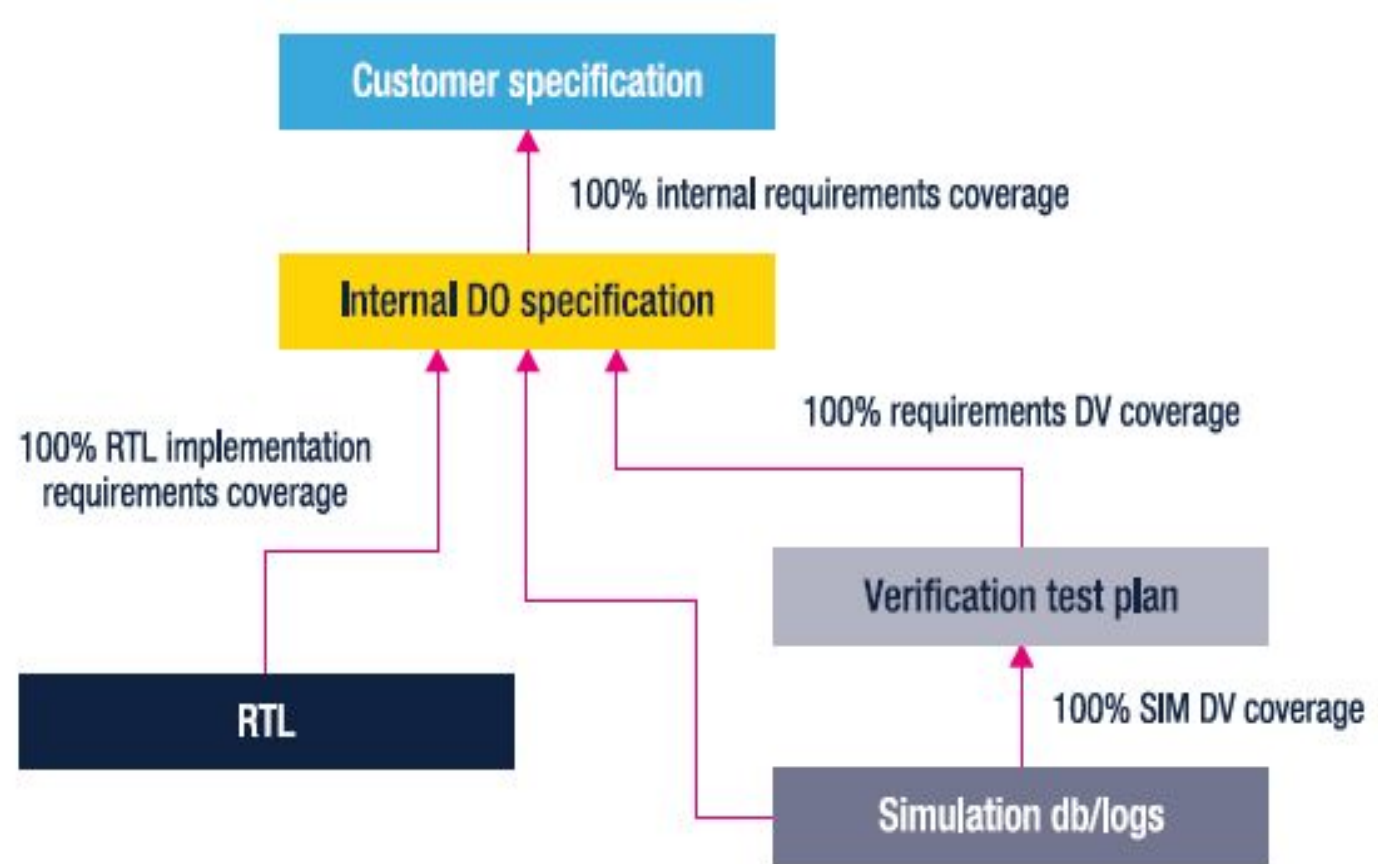 Customer specification
100% internal requirements coverage
Internal DO specification
100% requirements DV coverage
100% RTL implementation
requirements coverage
Verification test plan
RTL
100% SIM DV coverage
Simulation db/logs